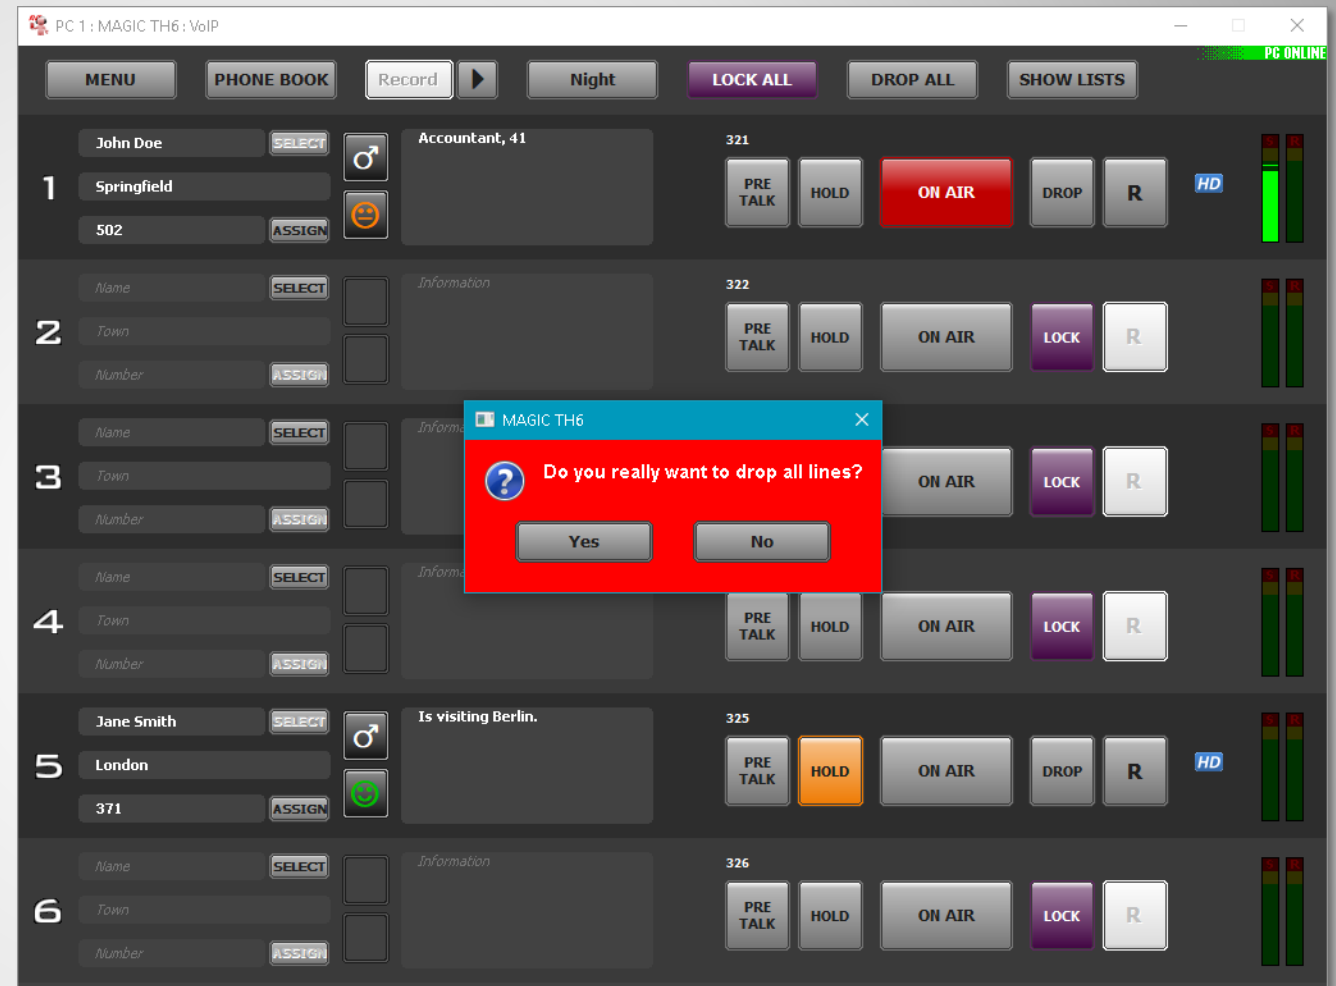 PC 1 : MAGIC TH6 : VoIP
PC ONLINE
MENU PHONE BOOK Record Night LOCK ALL DROP ALL SHOW LISTS
1
John Doe SELECT
Springfield
502 ASSIGN
Accountant, 41
321
PRE TALK HOLD ON AIR DROP R HD S R
2
Name SELECT
Town
Number ASSIGN
Information
322
PRE TALK HOLD ON AIR LOCK R S R
3
Name SELECT
Town
Number ASSIGN
Inform
ON AIR LOCK R S R
MAGIC TH6
Do you really want to drop all lines?
Yes No
4
Name SELECT
Town
Number ASSIGN
Inform
PRE TALK HOLD ON AIR LOCK R S R
5
Jane Smith SELECT
London
371 ASSIGN
Is visiting Berlin.
325
PRE TALK HOLD ON AIR DROP R HD S R
6
Name SELECT
Town
Number ASSIGN
Information
326
PRE TALK HOLD ON AIR LOCK R S R